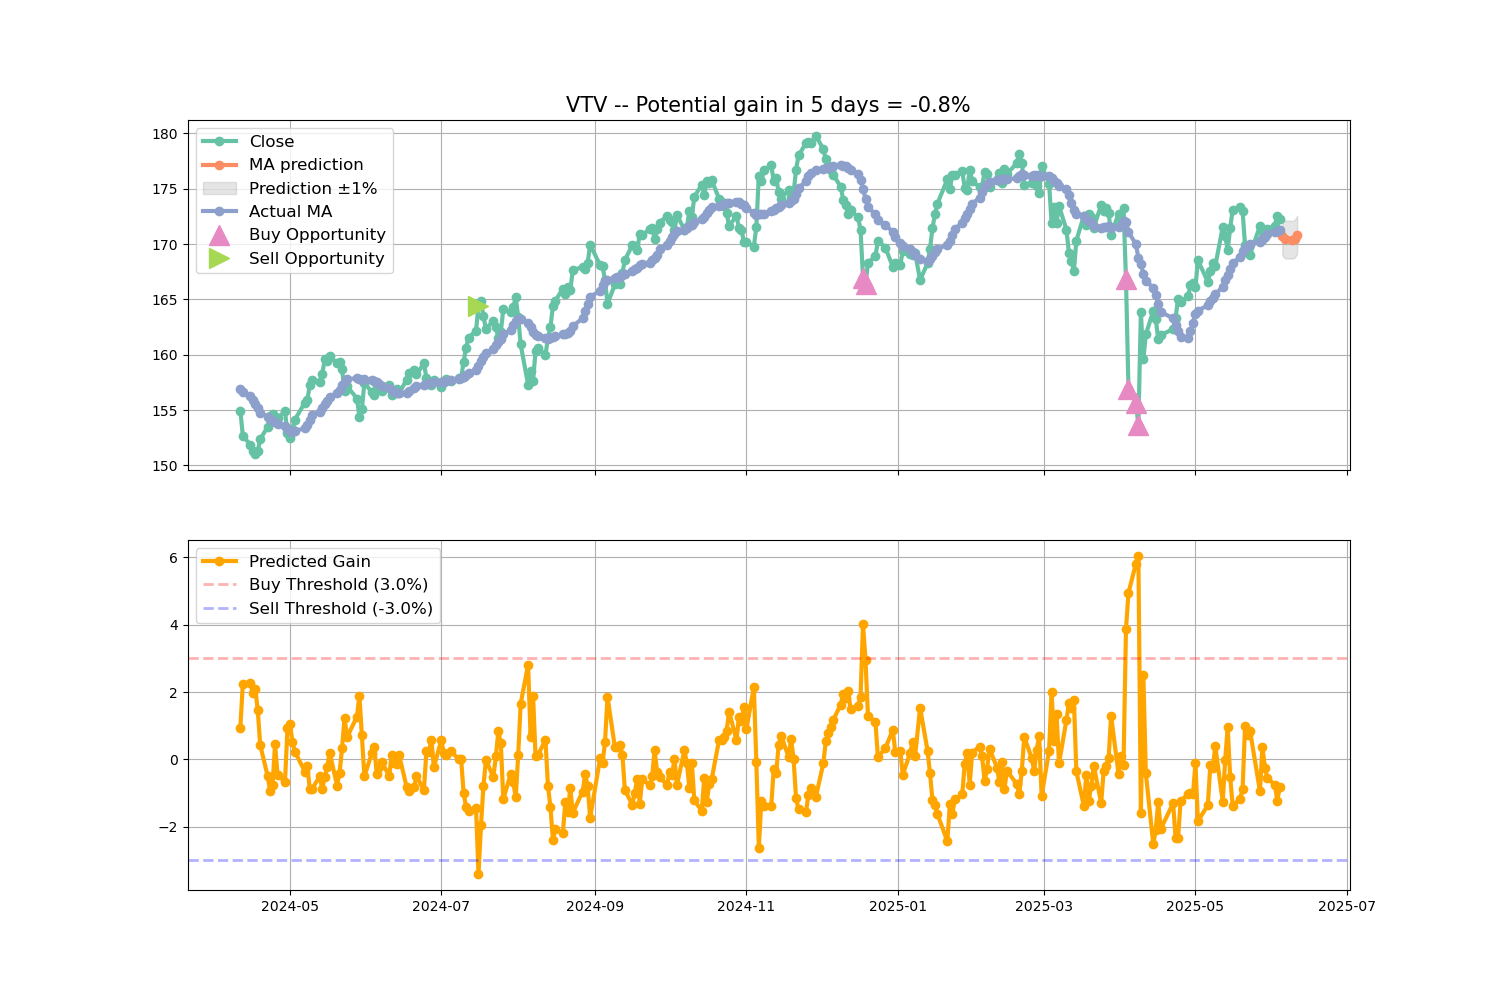 VTV -- Potential gain in 5 days = -0.8%
180
175
170
165
160
155
150
Close
MA prediction
Prediction ±1%
Actual MA
Buy Opportunity
Sell Opportunity
6
4
2
0
−2
Predicted Gain
Buy Threshold (3.0%)
Sell Threshold (-3.0%)
2024-05
2024-07
2024-09
2024-11
2025-01
2025-03
2025-05
2025-07